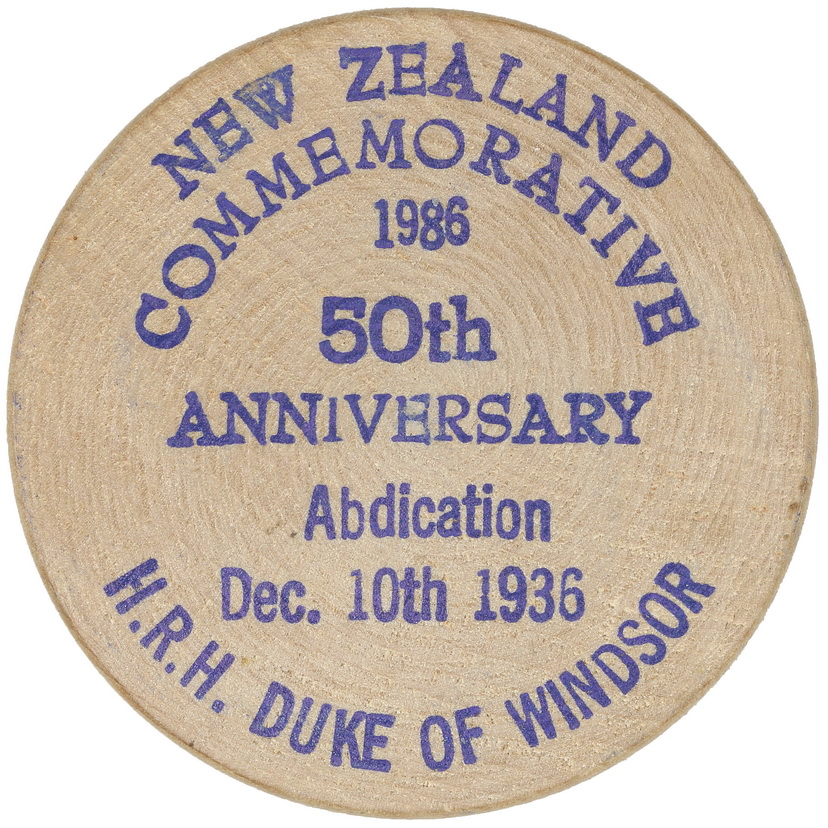 NEW ZEALAND
COMMEMORATIVE
1986
50th
ANNIVERSARY
Abdication
Dec. 10th 1936
H.R.H. DUKE OF WINDSOR